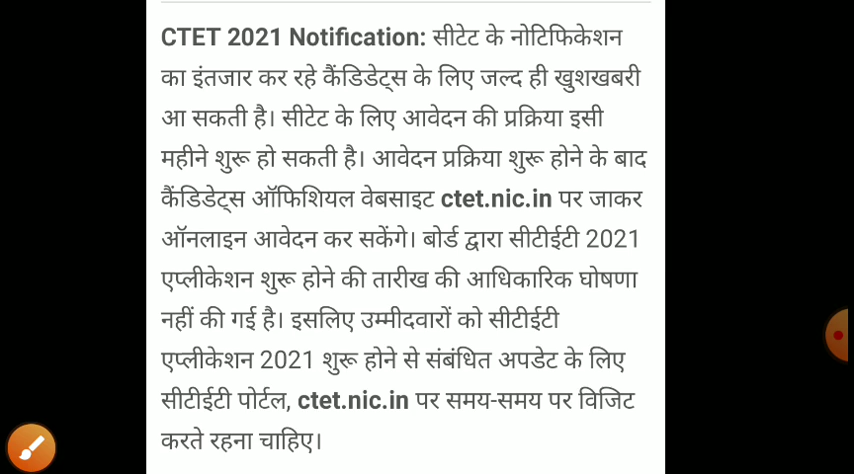 CTET 2021 Notification: सीटेट के नोटिफिकेशन
का इंतजार कर रहे कैंडिडेट्स के लिए जल्द ही खुशखबरी
आ सकती है। सीटेट के लिए आवेदन की प्रक्रिया इसी
महीने शुरू हो सकती है। आवेदन प्रक्रिया शुरू होने के बाद
कैंडिडेट्स ऑफिशियल वेबसाइट ctet.nic.in पर जाकर
ऑनलाइन आवेदन कर सकेंगे। बोर्ड द्वारा सीटीईटी 2021
एप्लीकेशन शुरू होने की तारीख की आधिकारिक घोषणा
नहीं की गई है। इसलिए उम्मीदवारों को सीटीईटी
एप्लीकेशन 2021 शुरू होने से संबंधित अपडेट के लिए
सीटीईटी पोर्टल, ctet.nic.in पर समय-समय पर विजिट
करते रहना चाहिए।